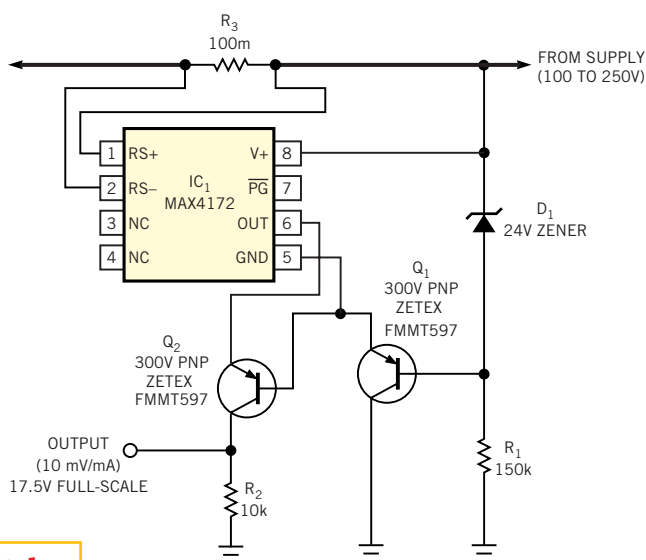 R3
100m
FROM SUPPLY
(100 TO 250V)
1 RS+ V+ 8
2 RS– PG 7
IC1
MAX4172
3 NC OUT 6
4 NC GND 5
D1
24V ZENER
Q1
300V PNP
ZETEX
FMMT597
Q2
300V PNP
ZETEX
FMMT597
OUTPUT
(10 mV/mA)
17.5V FULL-SCALE
R1
150k
R2
10k